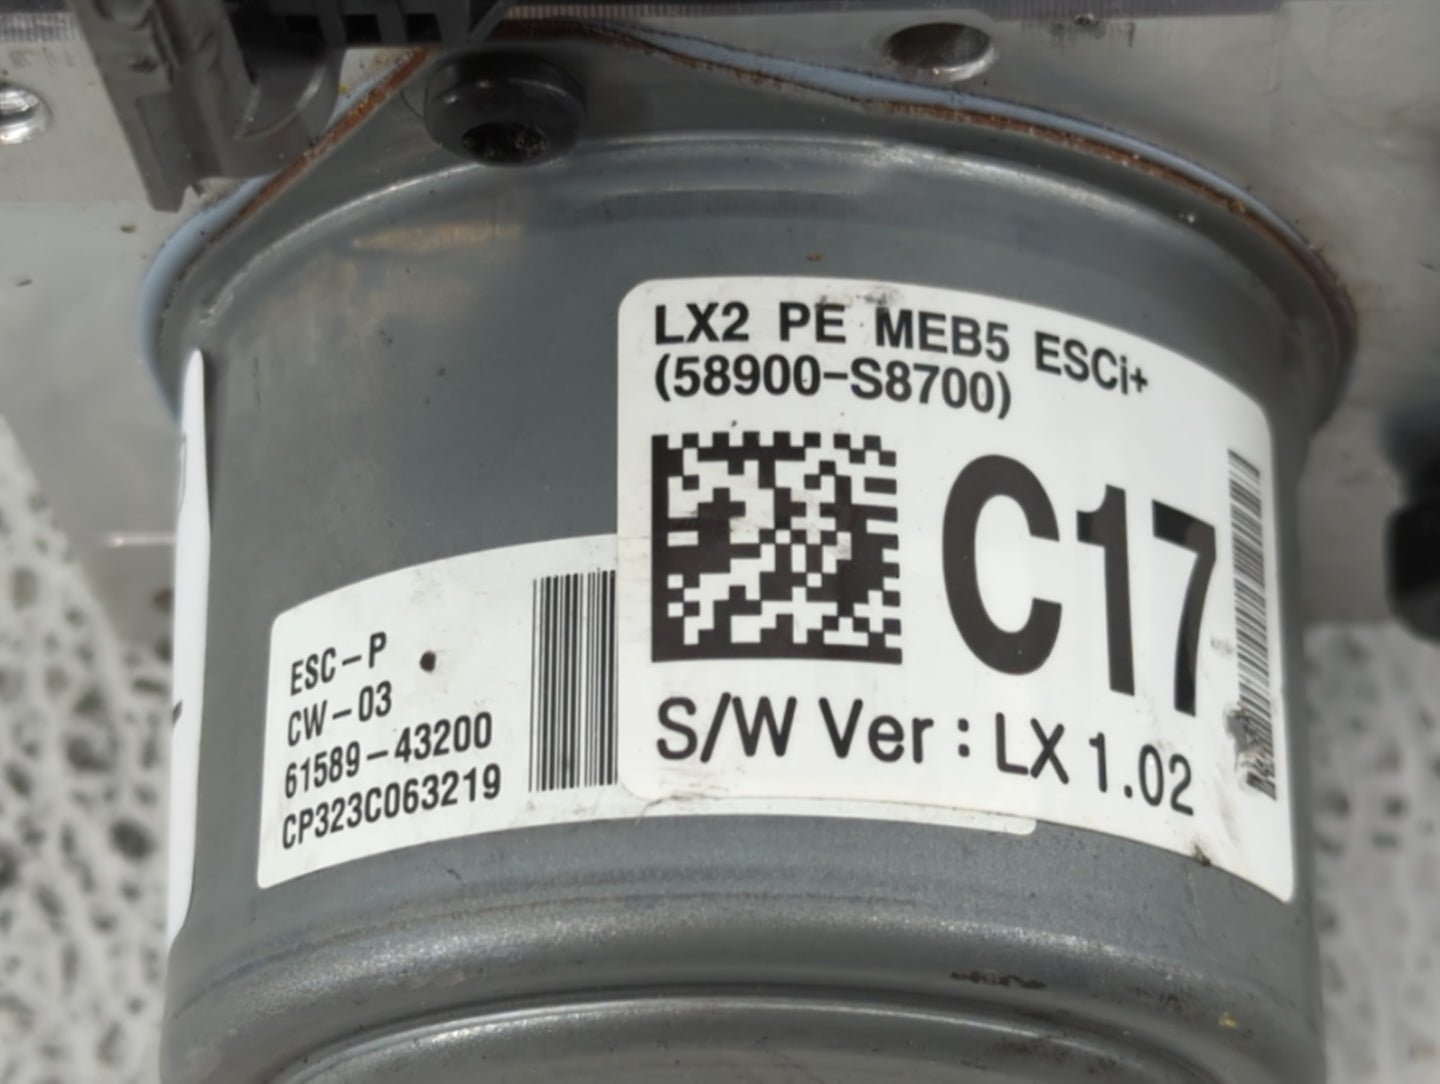 LX2 PE MEB5 ESCi+
(58900-S8700)
C17
S/W Ver : LX 1.02
ESC-P
CW-03
61589-43200
CP323C063219